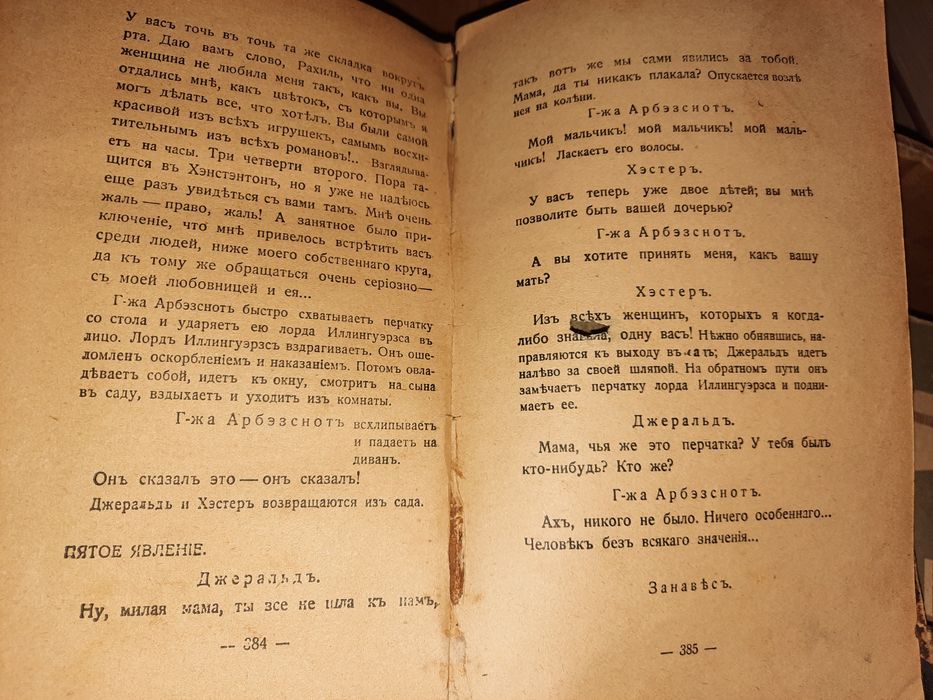 У васъ точь въ точь та же складка вокругъ
рта. Даю вамъ слово, Рахиль, что ни одна
женщина не любила меня такъ, какъ вы. Вы
отдались мнѣ, какъ цвѣтокъ, съ которымъ я
могъ дѣлать все, что хотѣлъ. Вы были самой
красивой изъ всѣхъ игрушекъ, самымъ восхи-
тительнымъ изъ всѣхъ романовъ!.. Взглядыва-
етъ на часы. Три четверти второго. Пора та-
щится въ Хэнстэнтонъ, но я уже не надѣюсь
еще разъ увидѣться съ вами тамъ. Мнѣ очень
жаль — право, жаль! А занятное было при-
ключеніе, что мнѣ привелось встрѣтить васъ
среди людей, ниже моего собственнаго круга,
да къ тому же обращаться очень серіозно—
съ моей любовницей и ея...
Г-жа Арбэзснотъ быстро схватываетъ перчатку
со стола и ударяетъ ею лорда Иллингуэрзса въ
лицо. Лордъ Иллингуэрзсъ вздрагиваетъ. Онъ оше-
ломленъ оскорбленіемъ и наказаніемъ. Потомъ овла-
дѣваетъ собой, идетъ къ окну, смотритъ на сына
въ саду, вздыхаетъ и уходитъ изъ комнаты.
Г-жа Арбэзснотъ всхлипываетъ
и падаетъ на
диванъ.
Онъ сказалъ это — онъ сказалъ!
Джеральдъ и Хэстеръ возвращаются изъ сада.
ПЯТОЕ ЯВЛЕНІЕ.
Джеральдъ.
Ну, милая мама, ты все не шла къ намъ,
— 384 —
такъ вотъ же мы сами явились за тобой.
Мама, да ты никакъ плакала? Опускается возлѣ
нея на колѣни.
Г-жа Арбэзснотъ.
Мой мальчикъ! мой мальчикъ! мой маль-
чикъ! Ласкаетъ его волосы.
Хэстеръ.
У васъ теперь уже двое дѣтей; вы мнѣ
позволите быть вашей дочерью?
Г-жа Арбэзснотъ.
А вы хотите принять меня, какъ вашу
мать?
Хэстеръ.
Изъ всѣхъ женщинъ, которыхъ я когда-
либо знавала, одну васъ! Нѣжно обнявшись, на-
правляются къ выходу въ садъ; Джеральдъ идетъ
налѣво за своей шляпой. На обратномъ пути онъ
замѣчаетъ перчатку лорда Иллингуэрзса и подни-
маетъ ее.
Джеральдъ.
Мама, чья же это перчатка? У тебя былъ
кто-нибудь? Кто же?
Г-жа Арбэзснотъ.
Ахъ, никого не было. Ничего особеннаго...
Человѣкъ безъ всякаго значенія...
Занавѣсъ.
— 385 —